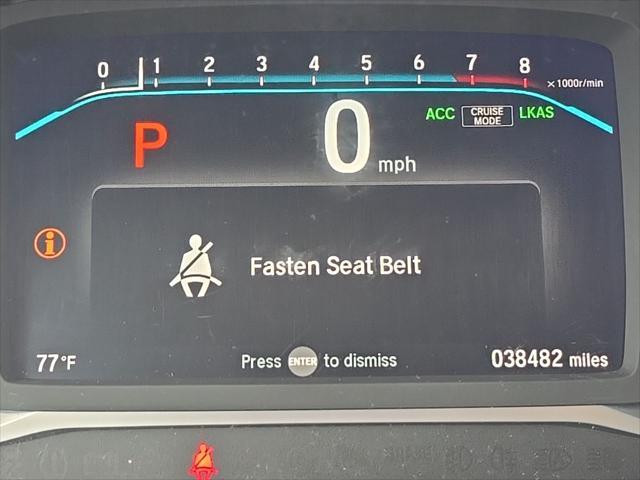 0 1 2 3 4 5 6 7 8
×1000r/min
P 0 mph
ACC CRUISE MODE LKAS
Fasten Seat Belt
77°F
Press ENTER to dismiss
038482 miles